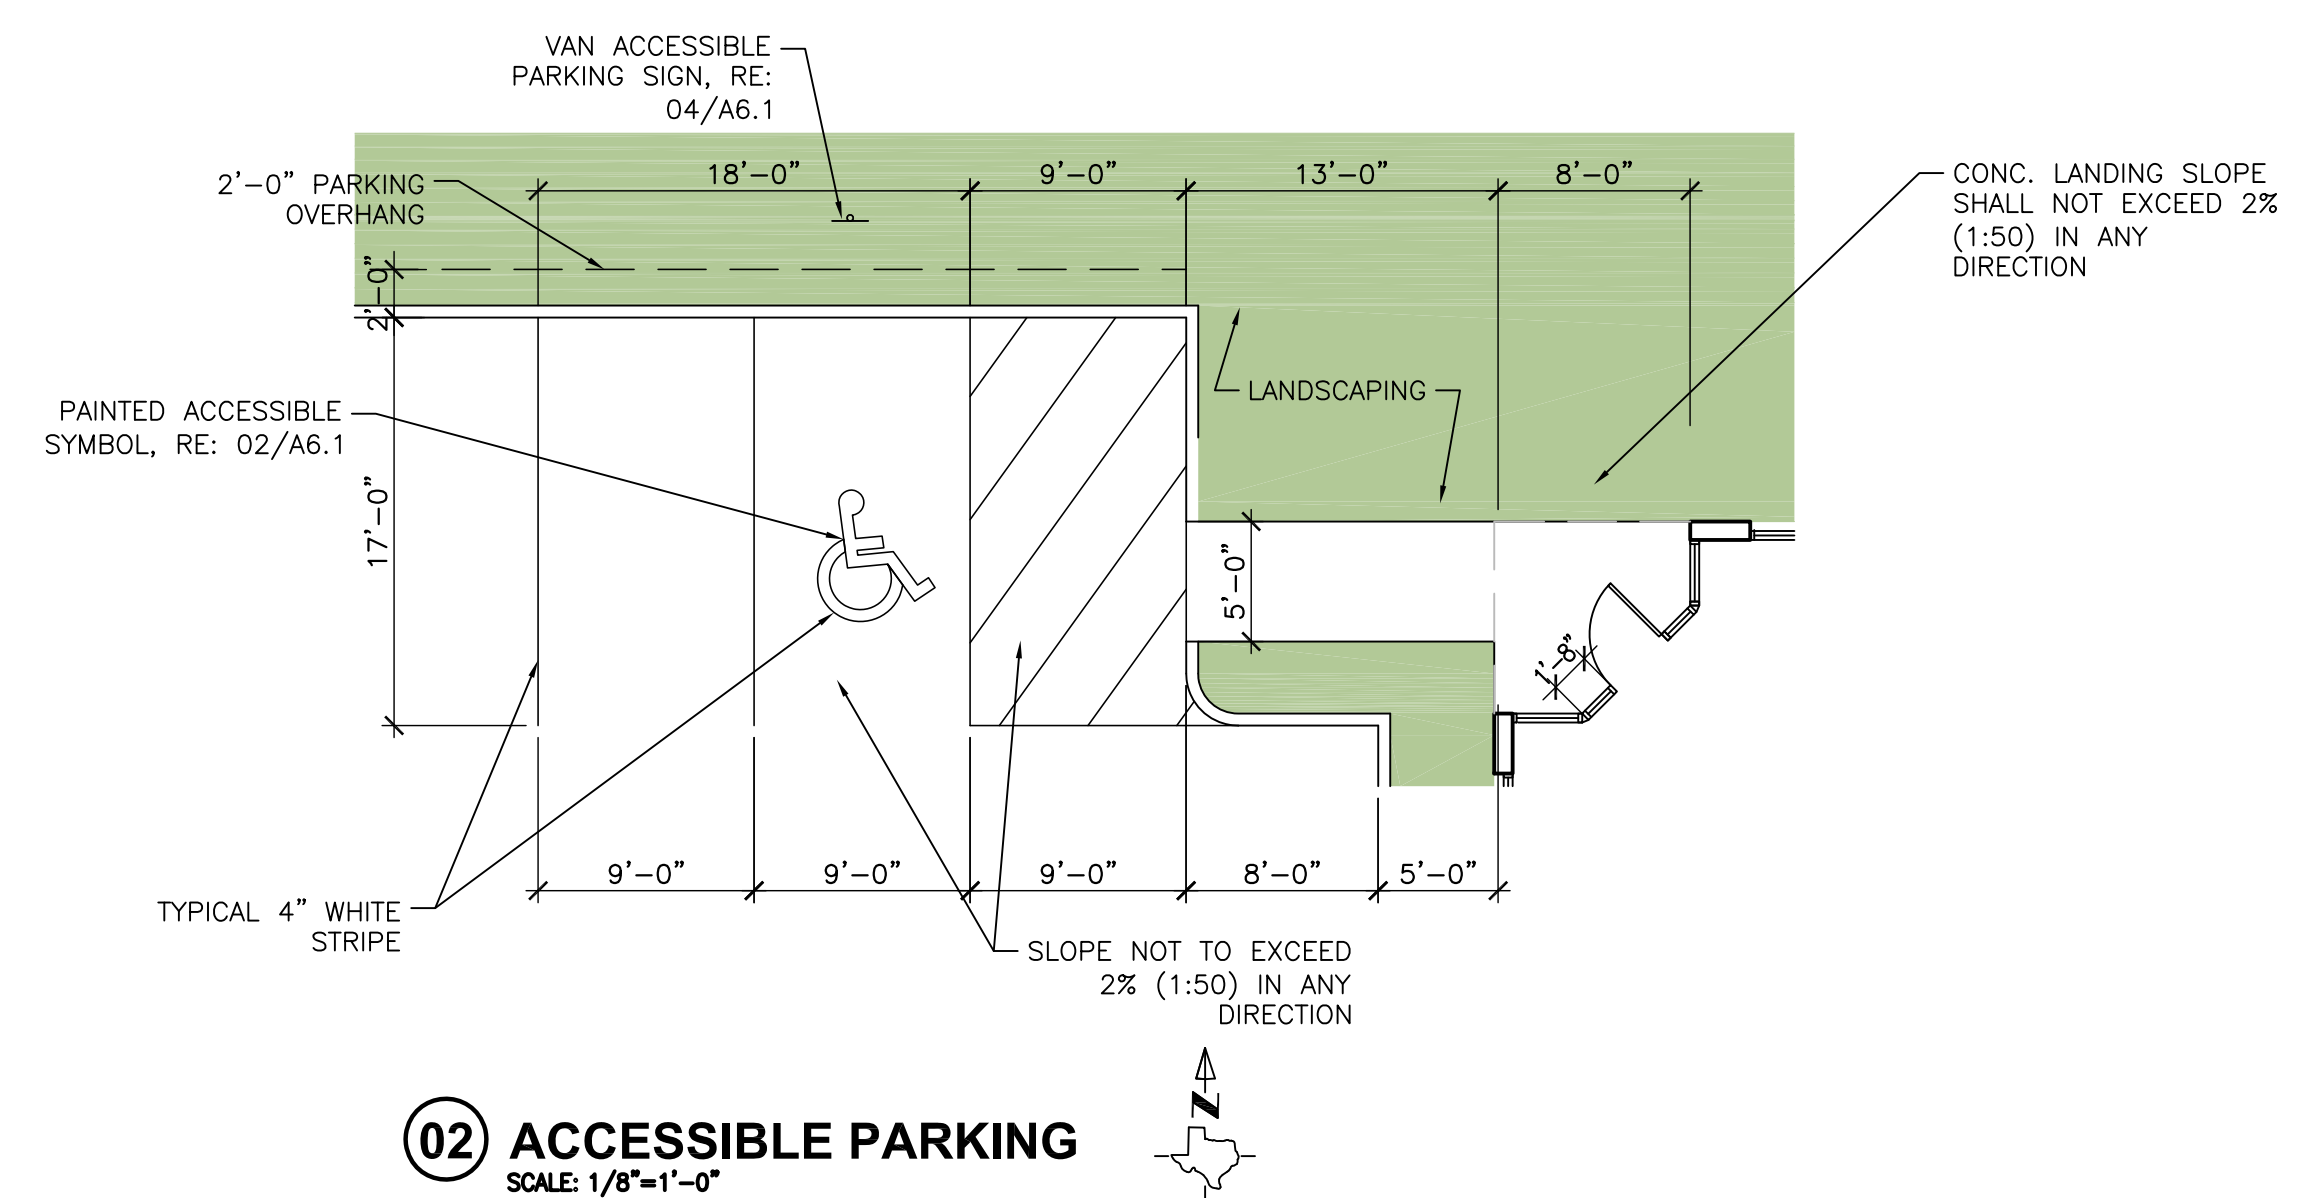 VAN ACCESSIBLE
PARKING SIGN, RE:
04/A6.1
2'-0" PARKING
OVERHANG
18'-0"
9'-0"
13'-0"
8'-0"
CONC. LANDING SLOPE
SHALL NOT EXCEED 2%
(1:50) IN ANY
DIRECTION
2'-0"
PAINTED ACCESSIBLE
SYMBOL, RE: 02/A6.1
LANDSCAPING
17'-0"
5'-0"
1'-8"
TYPICAL 4" WHITE
STRIPE
9'-0"
9'-0"
9'-0"
8'-0"
5'-0"
SLOPE NOT TO EXCEED
2% (1:50) IN ANY
DIRECTION
N
02 ACCESSIBLE PARKING
SCALE: 1/8"=1'-0"